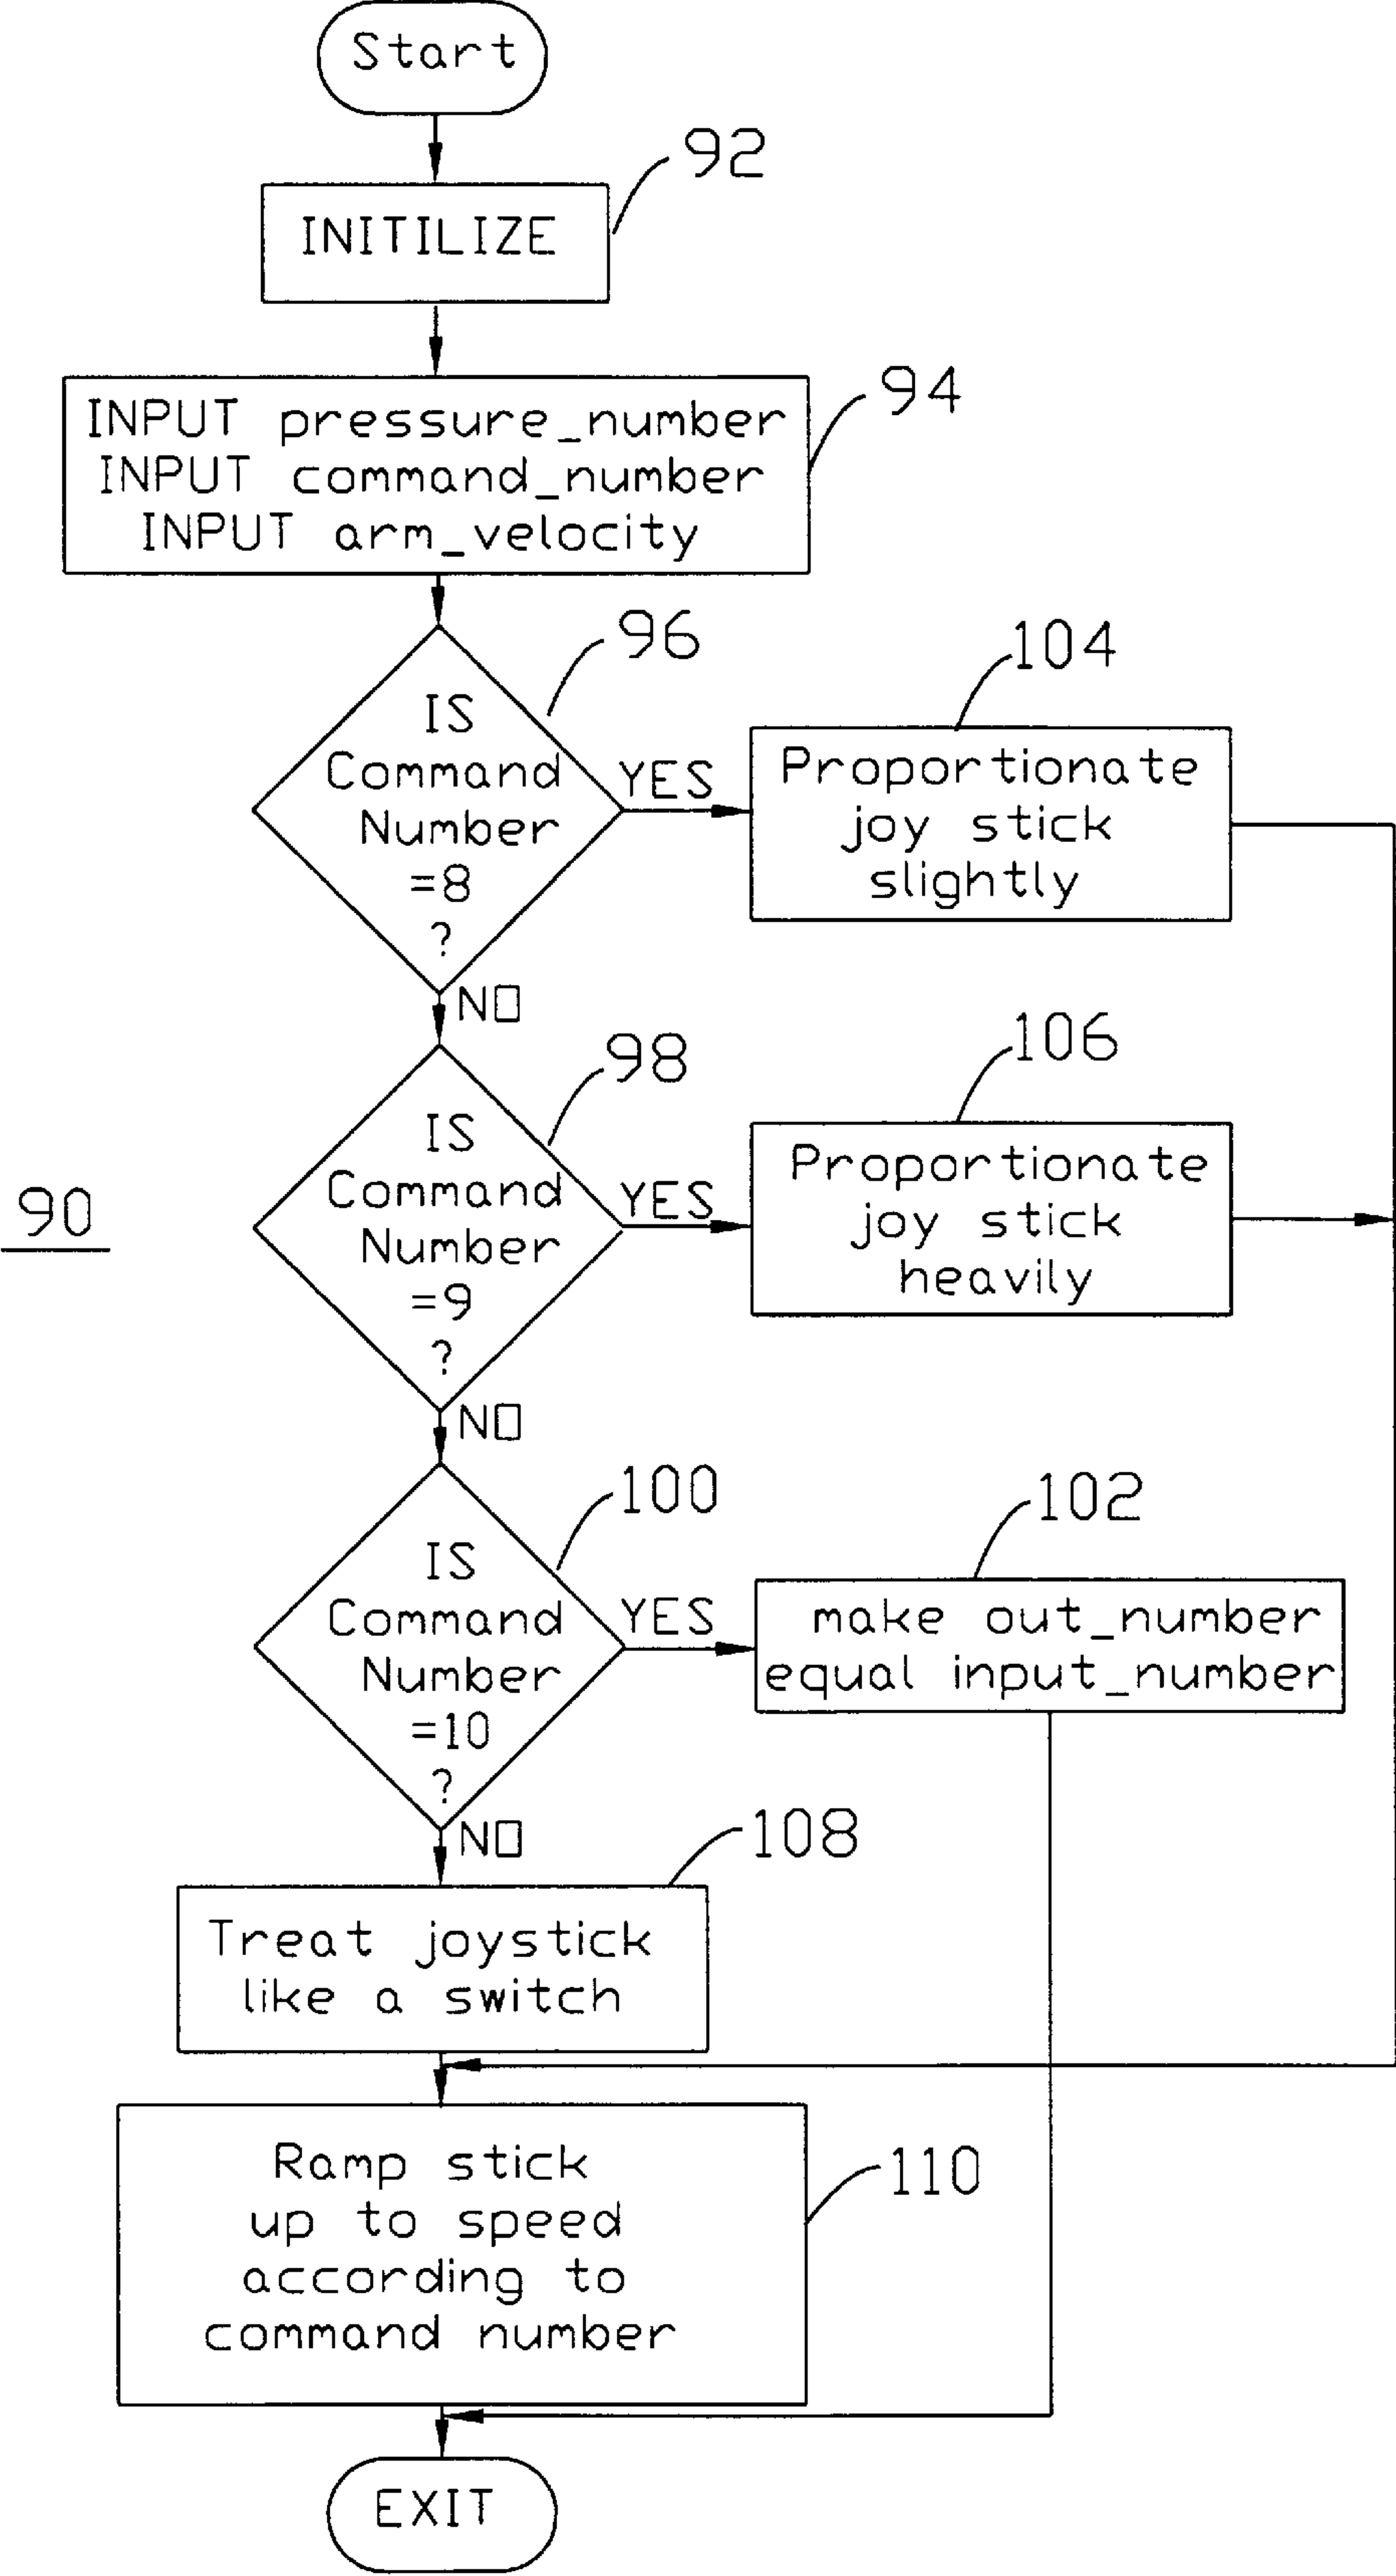 Start
92
INITILIZE
94
INPUT pressure_number
INPUT command_number
INPUT arm_velocity
96
IS
Command
Number
=8
?
YES
104
Proportionate
joy stick
slightly
NO
98
IS
Command
Number
=9
?
YES
106
Proportionate
joy stick
heavily
90
NO
100
IS
Command
Number
=10
?
YES
102
make out_number
equal input_number
NO
108
Treat joystick
like a switch
110
Ramp stick
up to speed
according to
command number
EXIT